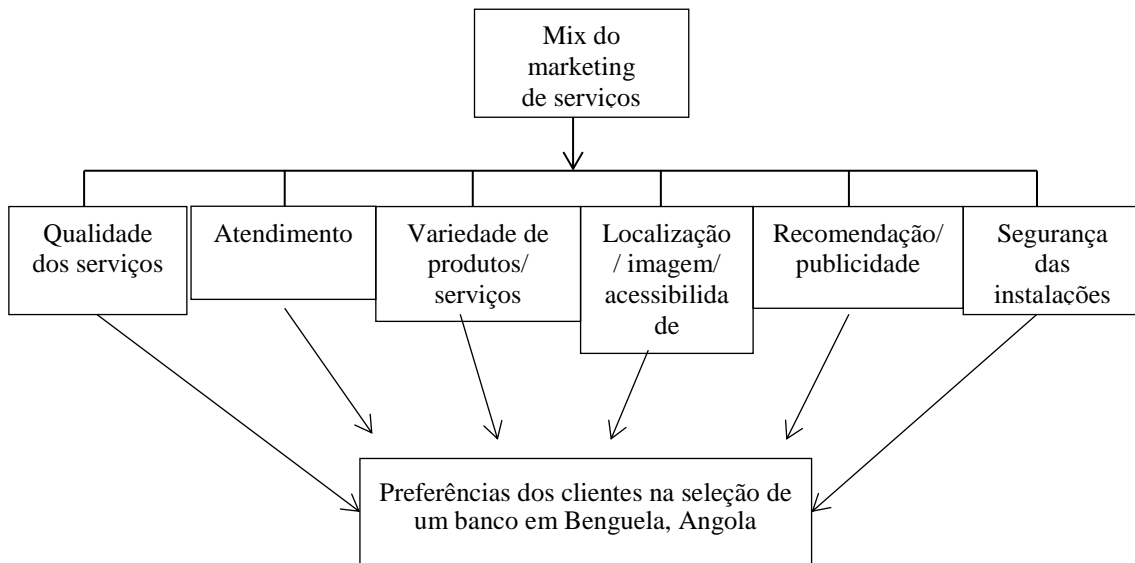 Mix do
marketing
de serviços
Qualidade
dos serviços
Atendimento
Variedade de
produtos/
serviços
Localização
/ imagem/
acessibilida
de
Recomendação/
publicidade
Segurança
das
instalações
Preferências dos clientes na seleção de
um banco em Benguela, Angola